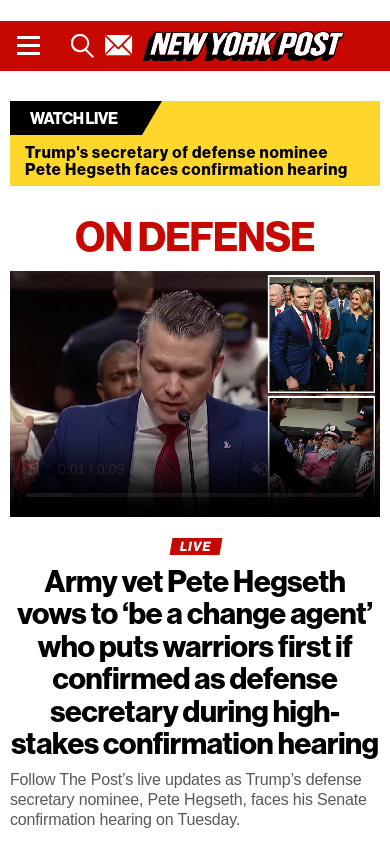 NEW YORK POST
WATCH LIVE
Trump's secretary of defense nominee
Pete Hegseth faces confirmation hearing
ON DEFENSE
0:01 / 0:09
LIVE
Army vet Pete Hegseth
vows to ‘be a change agent’
who puts warriors first if
confirmed as defense
secretary during high-
stakes confirmation hearing
Follow The Post’s live updates as Trump’s defense
secretary nominee, Pete Hegseth, faces his Senate
confirmation hearing on Tuesday.